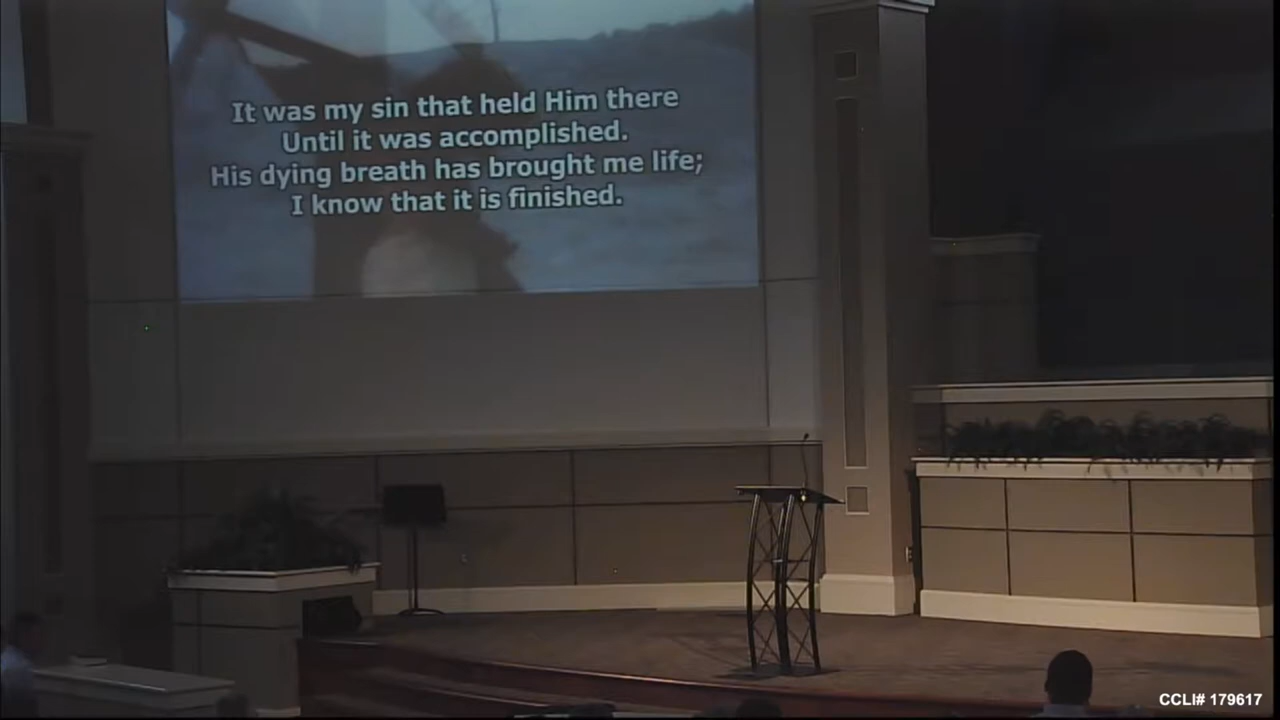 It was my sin that held Him there
Until it was accomplished.
His dying breath has brought me life;
I know that it is finished.
CCLI# 179617